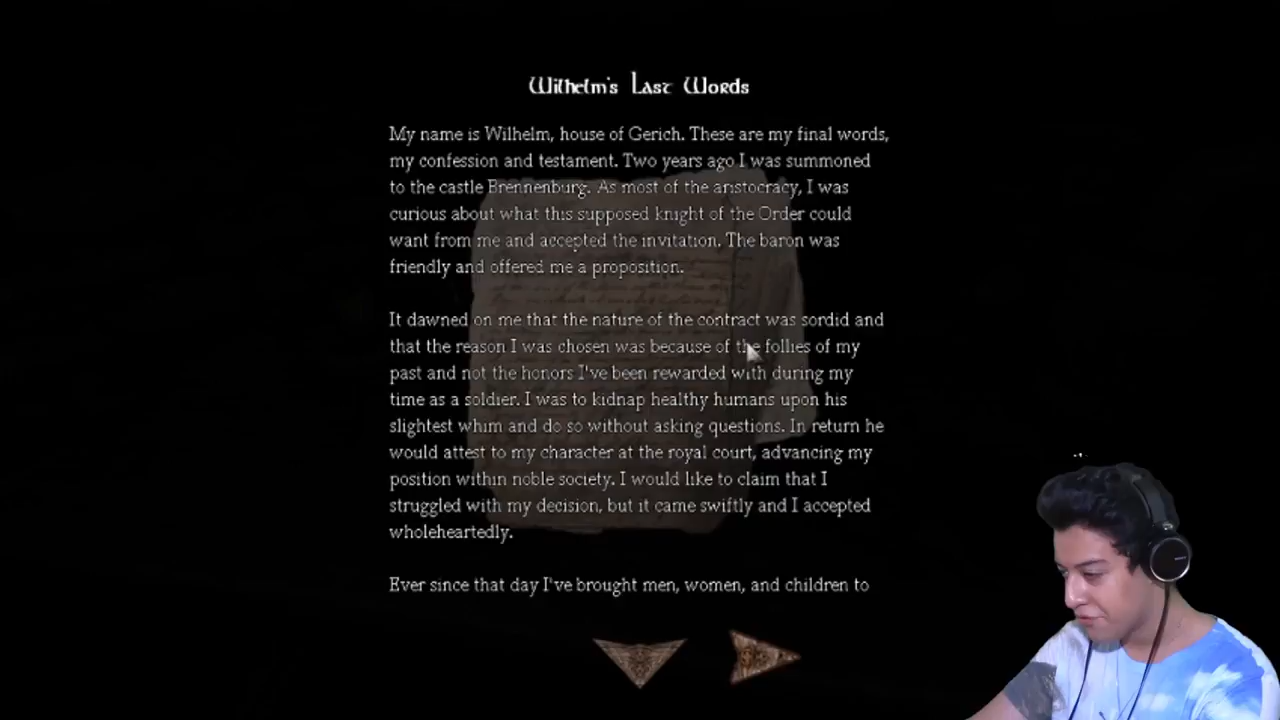 Wilhelm's Last Words
My name is Wilhelm, house of Gerich. These are my final words,
my confession and testament. Two years ago I was summoned
to the castle Brennenburg. As most of the aristocracy, I was
curious about what this supposed knight of the Order could
want from me and accepted the invitation. The baron was
friendly and offered me a proposition.
It dawned on me that the nature of the contract was sordid and
that the reason I was chosen was because of the follies of my
past and not the honors I've been rewarded with during my
time as a soldier. I was to kidnap healthy humans upon his
slightest whim and do so without asking questions. In return he
would attest to my character at the royal court, advancing my
position within noble society. I would like to claim that I
struggled with my decision, but it came swiftly and I accepted
wholeheartedly.
Ever since that day I've brought men, women, and children to